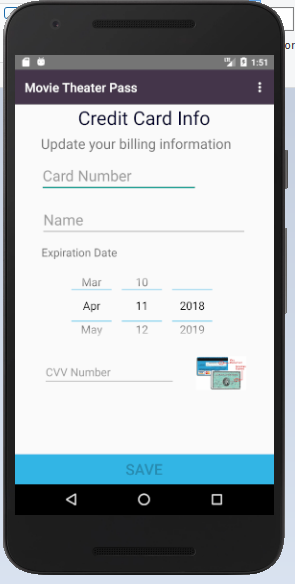 1:51
Movie Theater Pass
Credit Card Info
Update your billing information
Card Number
Name
Expiration Date
Mar 10
Apr 11 2018
May 12 2019
CVV Number
SAVE